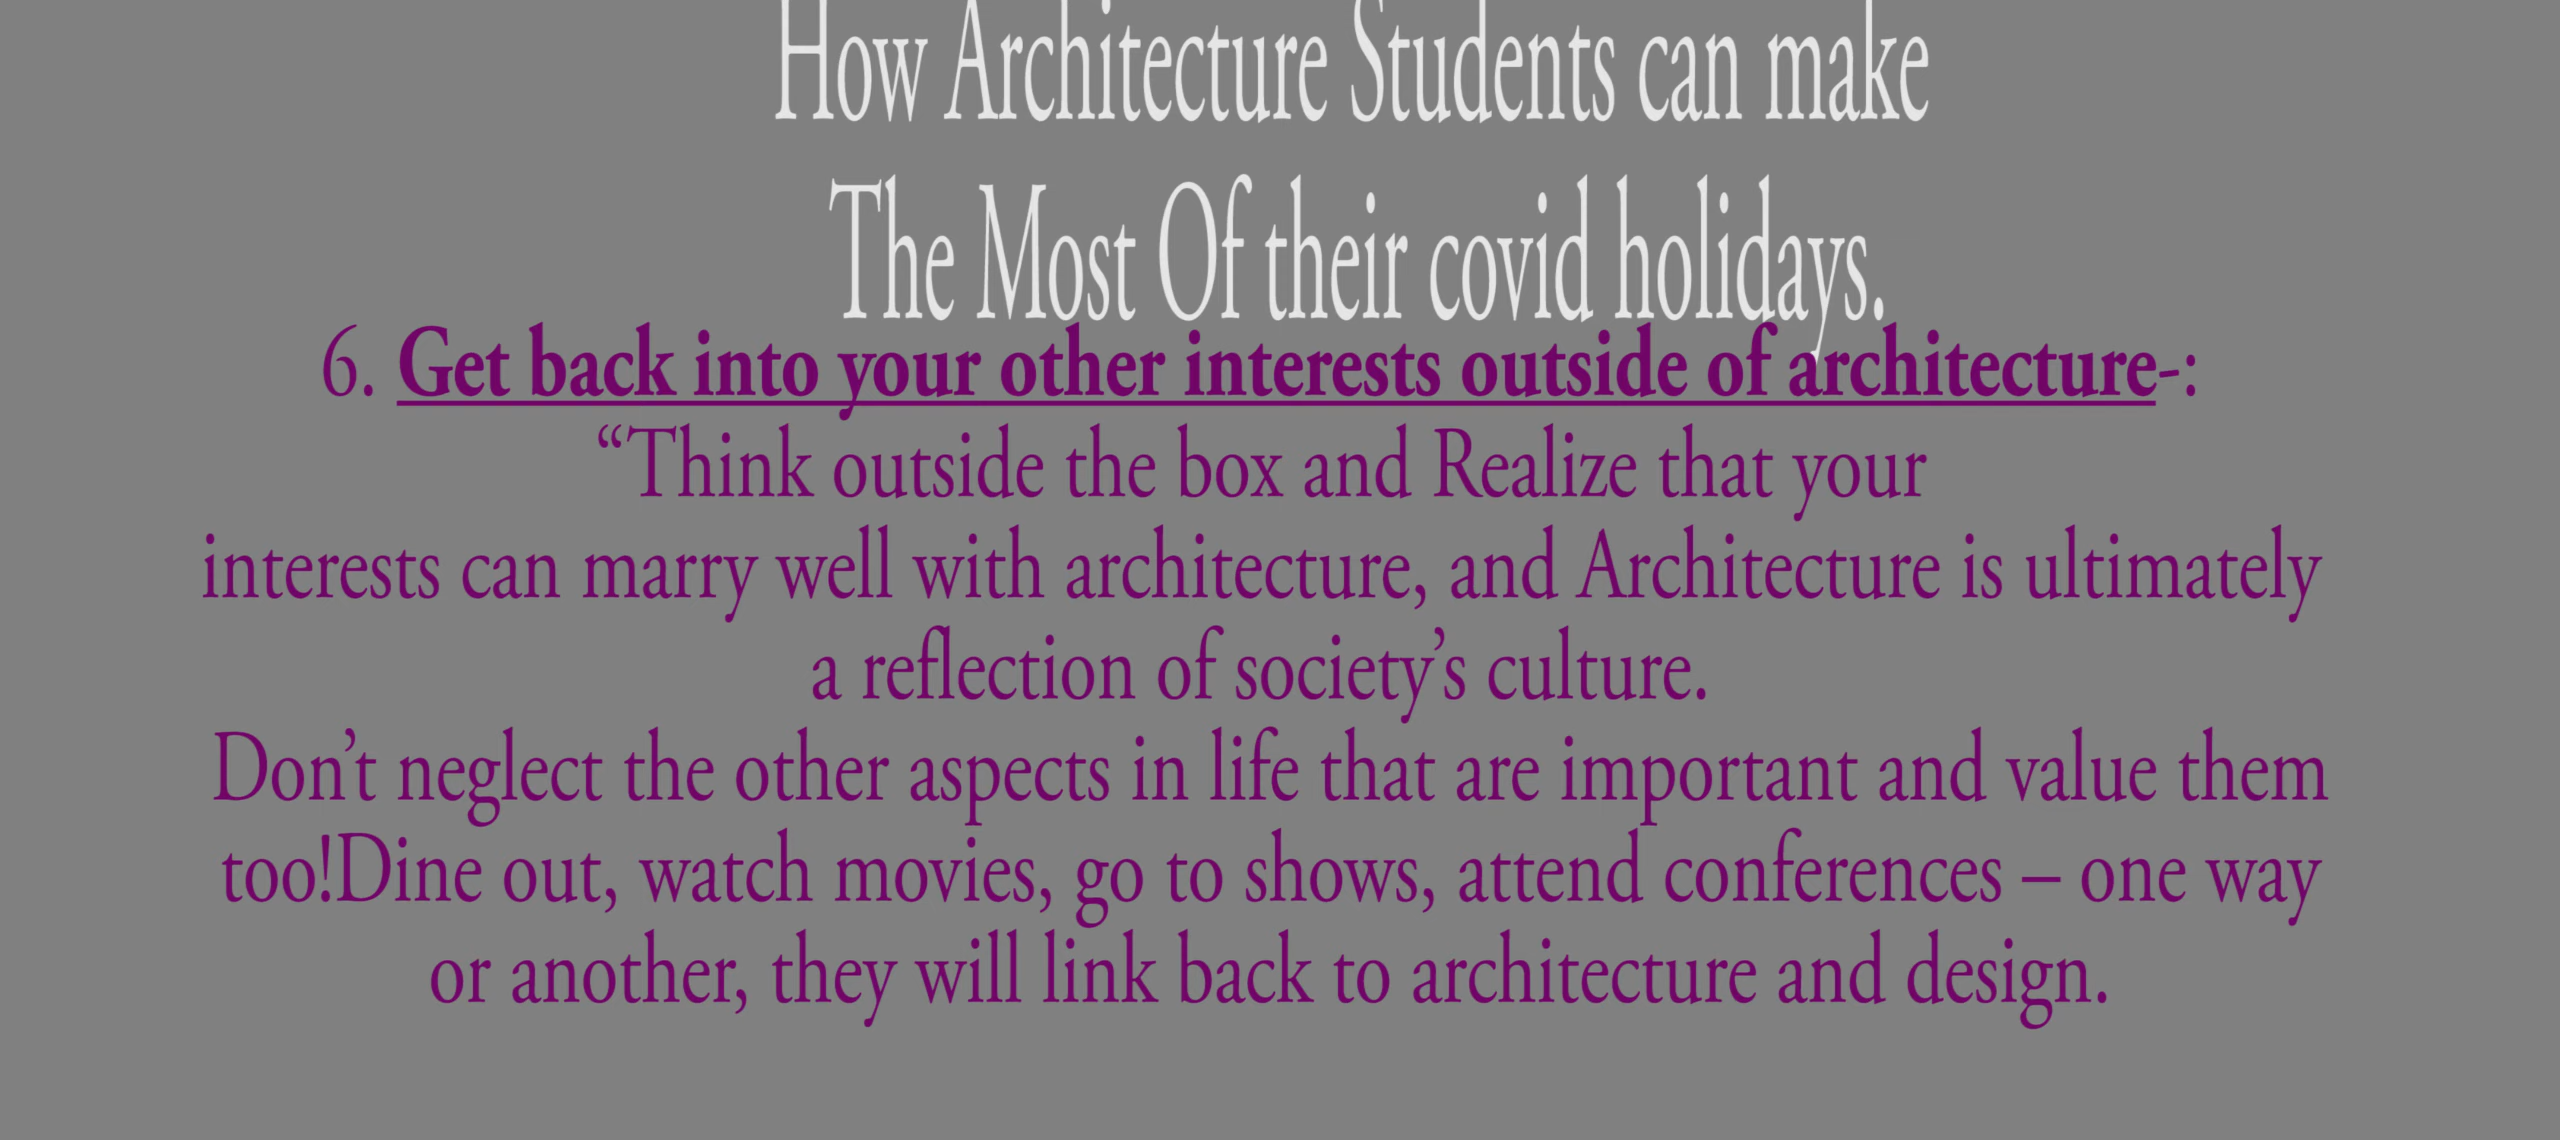 How Architecture Students can make
The Most Of their covid holidays.
6. Get back into your other interests outside of architecture-:
“Think outside the box and Realize that your
interests can marry well with architecture, and Architecture is ultimately
a reflection of society’s culture.
Don’t neglect the other aspects in life that are important and value them
too!Dine out, watch movies, go to shows, attend conferences – one way
or another, they will link back to architecture and design.